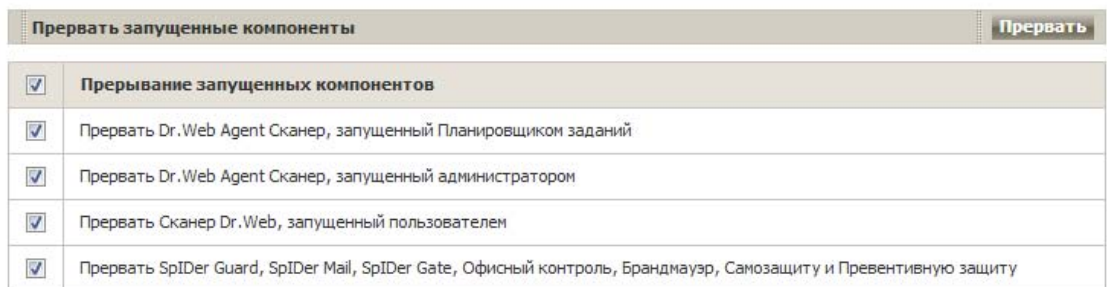 Прервать запущенные компоненты
Прервать
Прерывание запущенных компонентов
Прервать Dr.Web Agent Сканер, запущенный Планировщиком заданий
Прервать Dr.Web Agent Сканер, запущенный администратором
Прервать Сканер Dr.Web, запущенный пользователем
Прервать SpIDer Guard, SpIDer Mail, SpIDer Gate, Офисный контроль, Брандмауэр, Самозащиту и Превентивную защиту